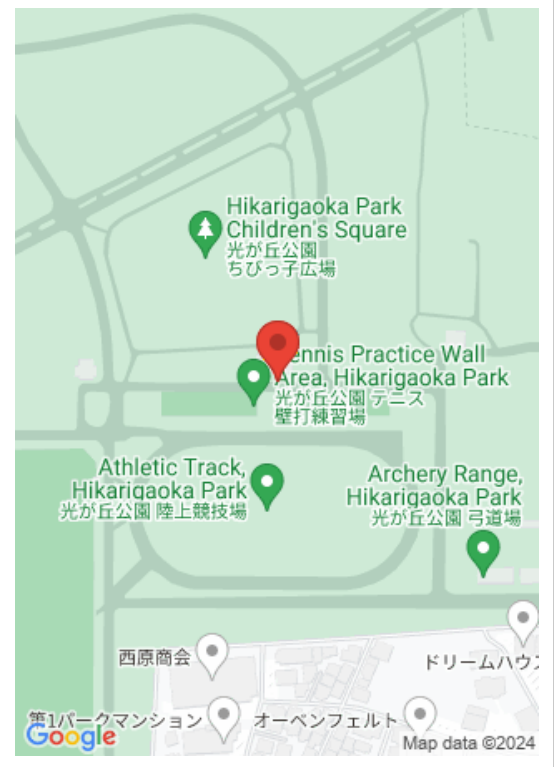 Hikarigaoka Park
Children's Square
光が丘公園
ちびっ子広場
ennis Practice Wall
Area, Hikarigaoka Park
光が丘公園 テニス
壁打練習場
Athletic Track,
Hikarigaoka Park
光が丘公園 陸上競技場
Archery Range,
Hikarigaoka Park
光が丘公園 弓道場
西原商会
ドリームハウス
第1パークマンション
オーベンフェルト
Google
Map data ©2024